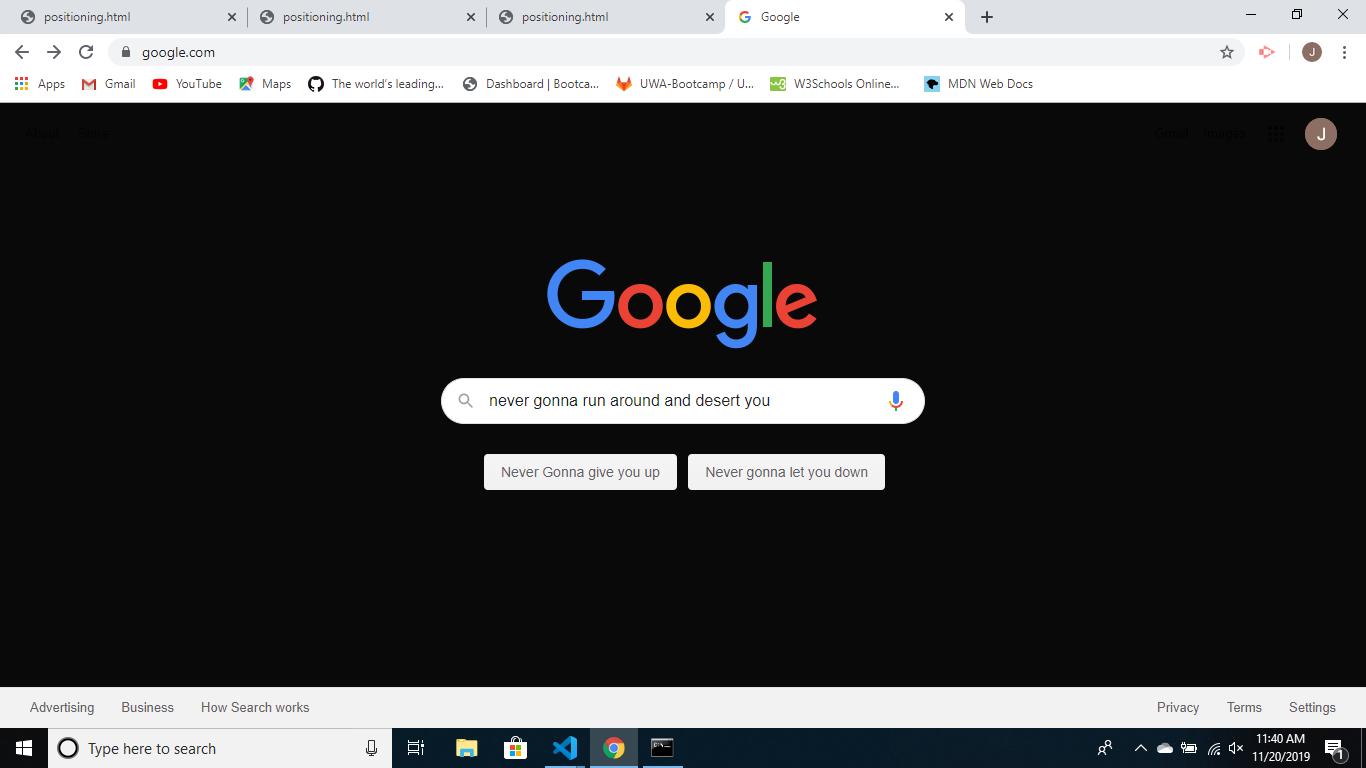 positioning.html
positioning.html
positioning.html
Google
google.com
J
Apps
Gmail
YouTube
Maps
The world's leading...
Dashboard | Bootca...
UWA-Bootcamp / U...
W3Schools Online...
MDN Web Docs
About
Store
Gmail
Images
J
Google
never gonna run around and desert you
Never Gonna give you up
Never gonna let you down
Advertising
Business
How Search works
Privacy
Terms
Settings
Type here to search
11:40 AM
11/20/2019
1